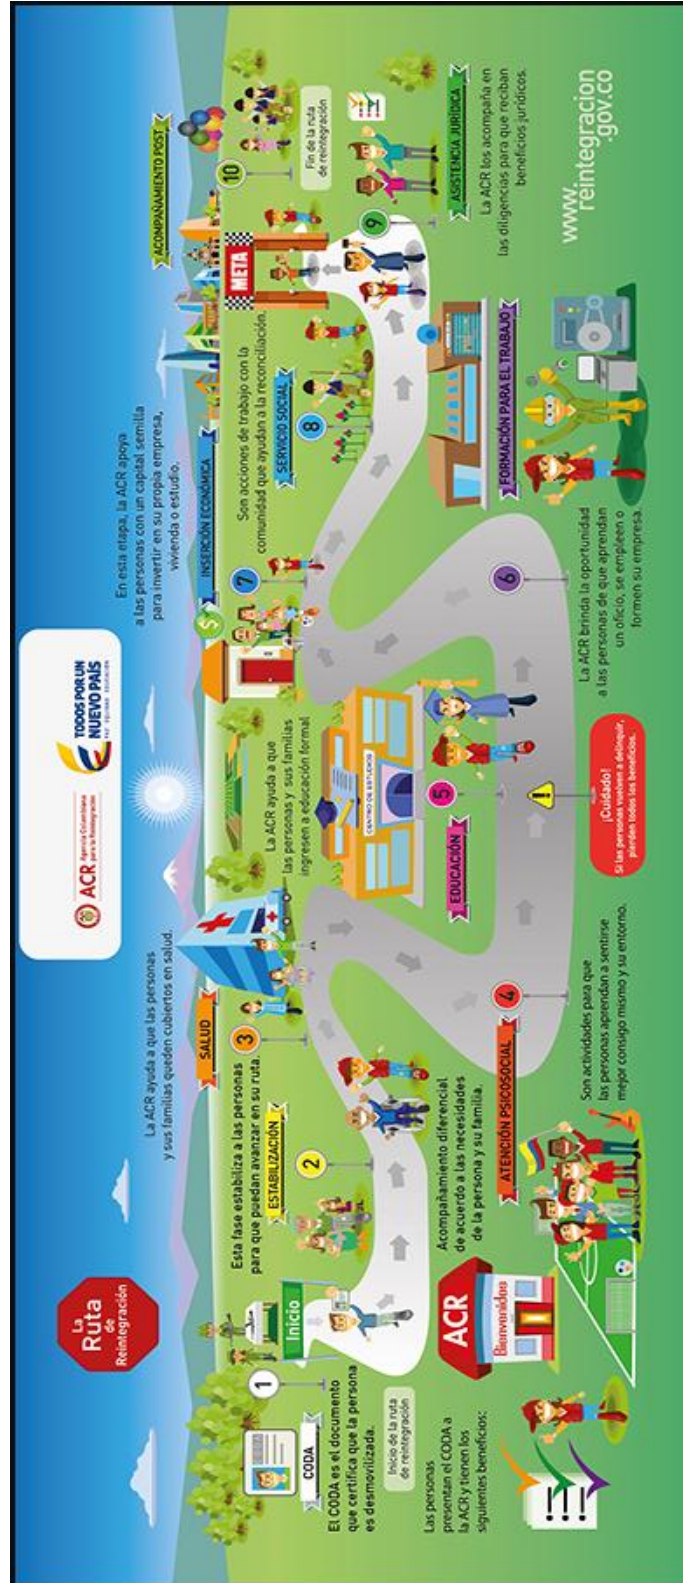 La
Ruta
de
Reintegración
ACR Agencia Colombiana
para la Reintegración
TODOS POR UN
NUEVO PAÍS
PAZ EQUIDAD EDUCACIÓN
1
CODA
El CODA es el documento
que certifica que la persona
es desmovilizada.
Inicio de la ruta
de reintegración
Las personas
presentan el CODA a
la ACR y tienen los
siguientes beneficios:
Inicio
ACR
Bienvenidos
Esta fase estabiliza a las personas
para que puedan avanzar en su ruta.
ESTABILIZACIÓN
2
Acompañamiento diferencial
de acuerdo a las necesidades
de la persona y su familia.
La ACR ayuda a que las personas
y sus familias queden cubiertos en salud.
SALUD
3
4
ATENCIÓN PSICOSOCIAL
Son actividades para que
las personas aprendan a sentirse
mejor consigo mismo y su entorno.
La ACR ayuda a que
las personas y sus familias
ingresen a educación formal
CENTRO DE ESTUDIOS
5
EDUCACIÓN
¡Cuidado!
Si las personas vuelven a delinquir,
pierden todos los beneficios.
6
FORMACIÓN PARA EL TRABAJO
La ACR brinda la oportunidad
a las personas de que aprendan
un oficio, se empleen o
formen su empresa.
En esta etapa, la ACR apoya
a las personas con un capital semilla
para invertir en su propia empresa,
vivienda o estudio.
INSERCIÓN ECONÓMICA
$
7
Son acciones de trabajo con la
comunidad que ayudan a la reconciliación.
SERVICIO SOCIAL
8
META
9
ASISTENCIA JURÍDICA
La ACR los acompaña en
las diligencias para que reciban
beneficios jurídicos.
ACOMPAÑAMIENTO POST
10
Fin de la ruta
de reintegración
www.
reintegracion
.gov.co